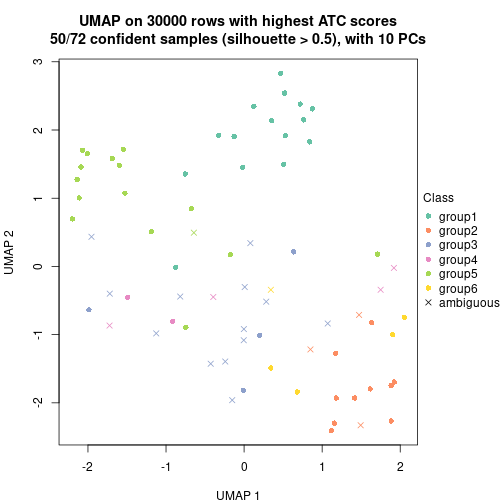 UMAP on 30000 rows with highest ATC scores
50/72 confident samples (silhouette > 0.5), with 10 PCs
3
2
1
0
-1
-2
UMAP 2
-2
-1
0
1
2
UMAP 1
Class
group1
group2
group3
group4
group5
group6
ambiguous